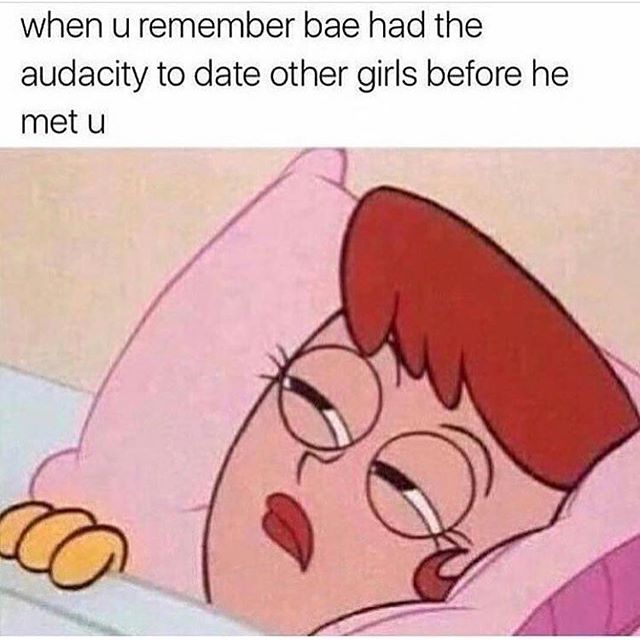 when u remember bae had the
audacity to date other girls before he
met u